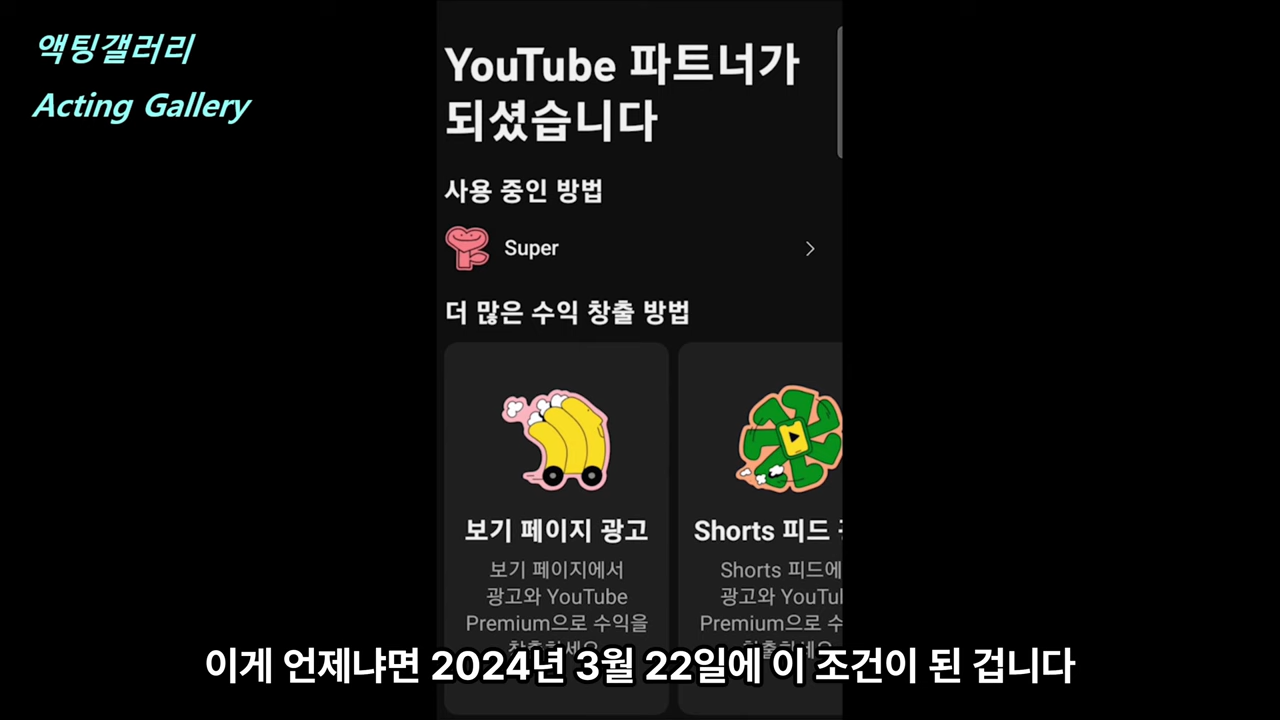 액팅갤러리
Acting Gallery
YouTube 파트너가
되셨습니다
사용 중인 방법
Super
더 많은 수익 창출 방법
보기 페이지 광고
보기 페이지에서
광고와 YouTube
Premium으로 수익을
Shorts 피드
Shorts 피드에
광고와
Premium으로 수
이게 언제냐면 2024년 3월 22일에 이 조건이 된 겁니다